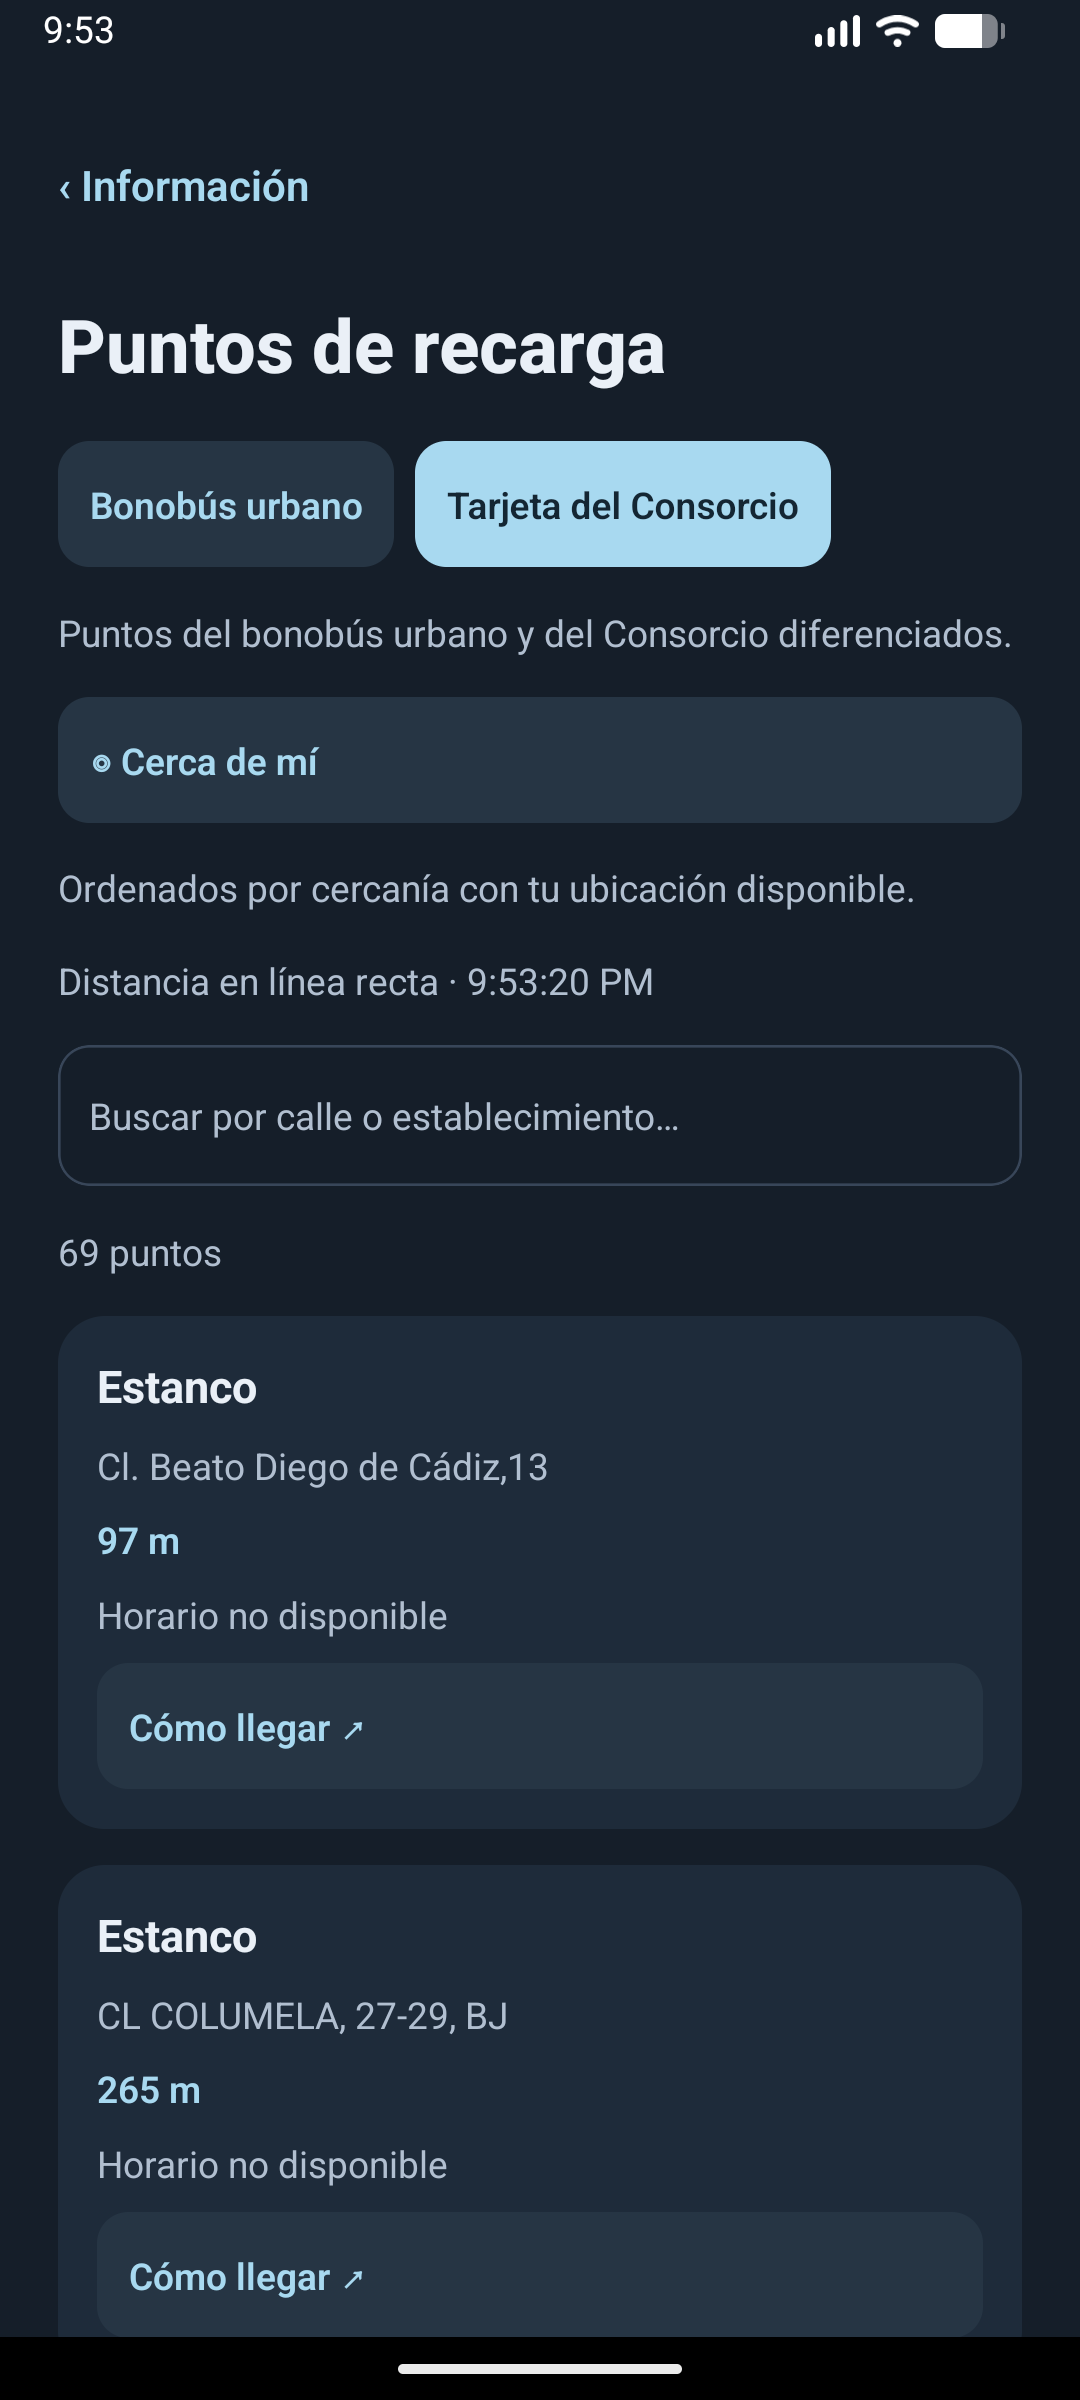 9:53
‹ Información
Puntos de recarga
Bonobús urbano
Tarjeta del Consorcio
Puntos del bonobús urbano y del Consorcio diferenciados.
◎ Cerca de mí
Ordenados por cercanía con tu ubicación disponible.
Distancia en línea recta · 9:53:20 PM
Buscar por calle o establecimiento…
69 puntos
Estanco
Cl. Beato Diego de Cádiz,13
97 m
Horario no disponible
Cómo llegar ↗
Estanco
CL COLUMELA, 27-29, BJ
265 m
Horario no disponible
Cómo llegar ↗